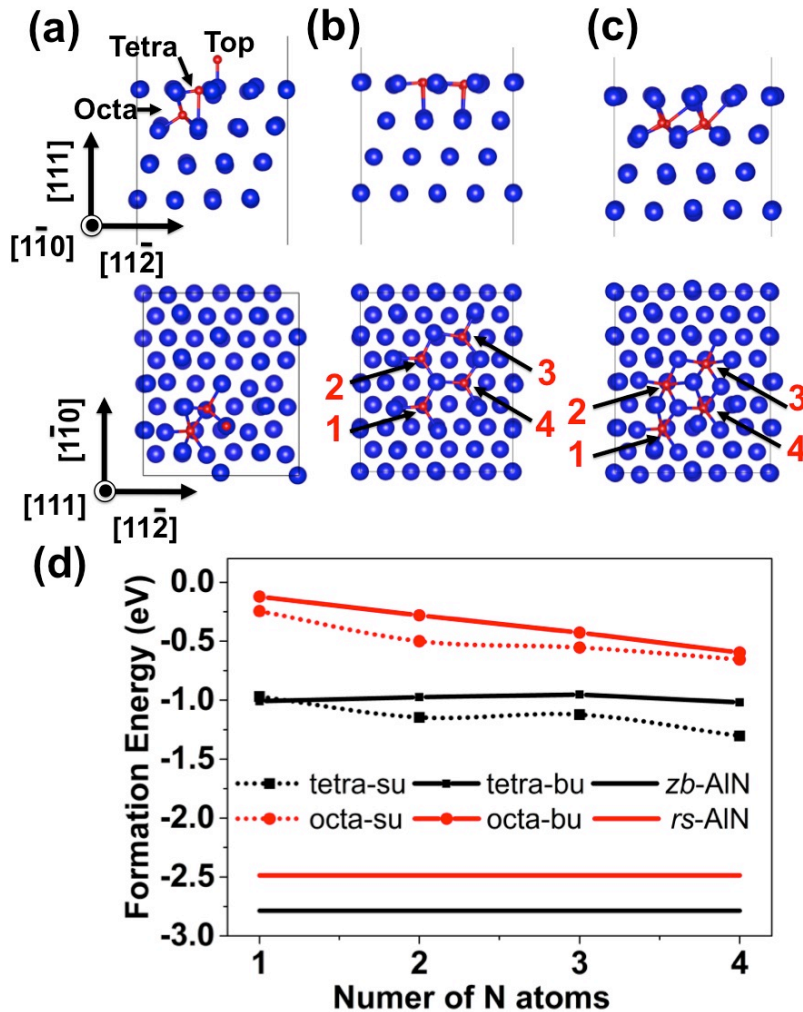 (a) (b) (c)
Tetra Top
Octa
[111]
[11̄0] [112̄]
2 3
1 4
2 3
1 4
[11̄0]
[111] [112̄]
(d)
Formation Energy (eV)
0.0
-0.5
-1.0
-1.5
-2.0
-2.5
-3.0
tetra-su tetra-bu zb-AlN
octa-su octa-bu rs-AlN
1 2 3 4
Numer of N atoms